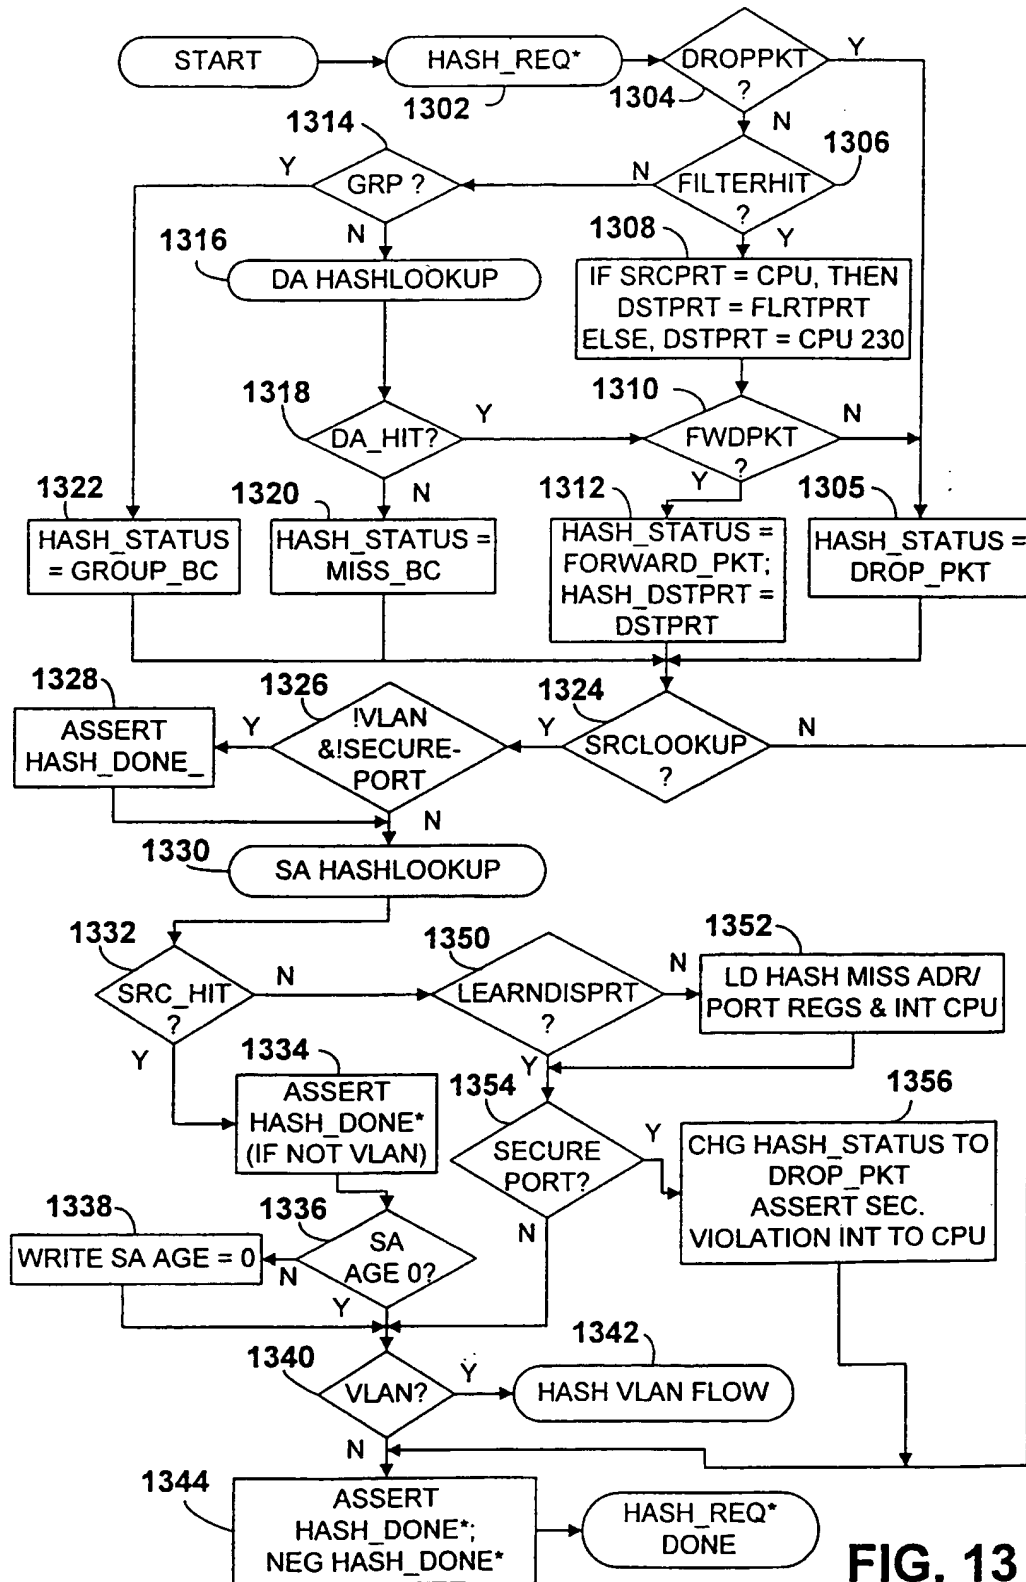 START
HASH_REQ*
1302
DROPPKT
?
1304
Y
N
1314
GRP ?
Y
N
FILTERHIT
?
1306
N
Y
1316
DA HASHLOOKUP
1308
IF SRCPRT = CPU, THEN
DSTPRT = FLRTPRT
ELSE, DSTPRT = CPU 230
1318
DA_HIT?
Y
N
1310
FWDPKT
?
N
Y
1322
HASH_STATUS
= GROUP_BC
1320
HASH_STATUS =
MISS_BC
1312
HASH_STATUS =
FORWARD_PKT;
HASH_DSTPRT =
DSTPRT
1305
HASH_STATUS =
DROP_PKT
1328
ASSERT
HASH_DONE_
1326
!VLAN
&!SECURE-
PORT
Y
N
1324
SRCLOOKUP
?
Y
N
1330
SA HASHLOOKUP
1332
SRC_HIT
?
N
Y
1350
LEARNDISPRT
?
N
Y
1352
LD HASH MISS ADR/
PORT REGS & INT CPU
1334
ASSERT
HASH_DONE*
(IF NOT VLAN)
1354
SECURE
PORT?
Y
N
1356
CHG HASH_STATUS TO
DROP_PKT
ASSERT SEC.
VIOLATION INT TO CPU
1338
WRITE SA AGE = 0
1336
SA
AGE 0?
N
Y
1340
VLAN?
Y
N
1342
HASH VLAN FLOW
1344
ASSERT
HASH_DONE*;
NEG HASH_DONE*
HASH_REQ*
DONE
FIG. 13